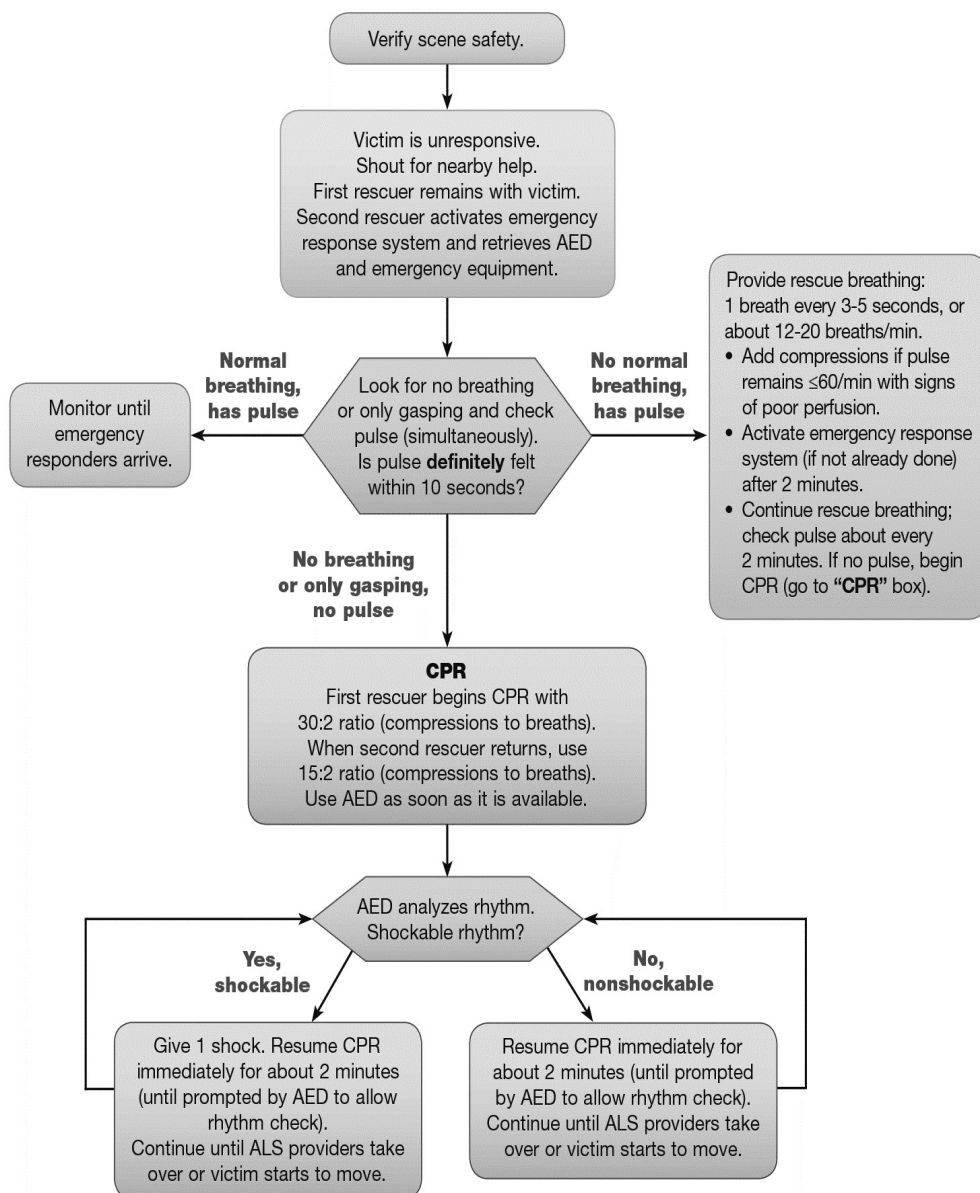 Verify scene safety.
Victim is unresponsive.
Shout for nearby help.
First rescuer remains with victim.
Second rescuer activates emergency
response system and retrieves AED
and emergency equipment.
Normal
breathing,
has pulse
Monitor until
emergency
responders arrive.
Look for no breathing
or only gasping and check
pulse (simultaneously).
Is pulse definitely felt
within 10 seconds?
No normal
breathing,
has pulse
Provide rescue breathing:
1 breath every 3-5 seconds, or
about 12-20 breaths/min.
• Add compressions if pulse
remains ≤60/min with signs
of poor perfusion.
• Activate emergency response
system (if not already done)
after 2 minutes.
• Continue rescue breathing;
check pulse about every
2 minutes. If no pulse, begin
CPR (go to “CPR” box).
No breathing
or only gasping,
no pulse
CPR
First rescuer begins CPR with
30:2 ratio (compressions to breaths).
When second rescuer returns, use
15:2 ratio (compressions to breaths).
Use AED as soon as it is available.
AED analyzes rhythm.
Shockable rhythm?
Yes,
shockable
No,
nonshockable
Give 1 shock. Resume CPR
immediately for about 2 minutes
(until prompted by AED to allow
rhythm check).
Continue until ALS providers take
over or victim starts to move.
Resume CPR immediately for
about 2 minutes (until prompted
by AED to allow rhythm check).
Continue until ALS providers take
over or victim starts to move.